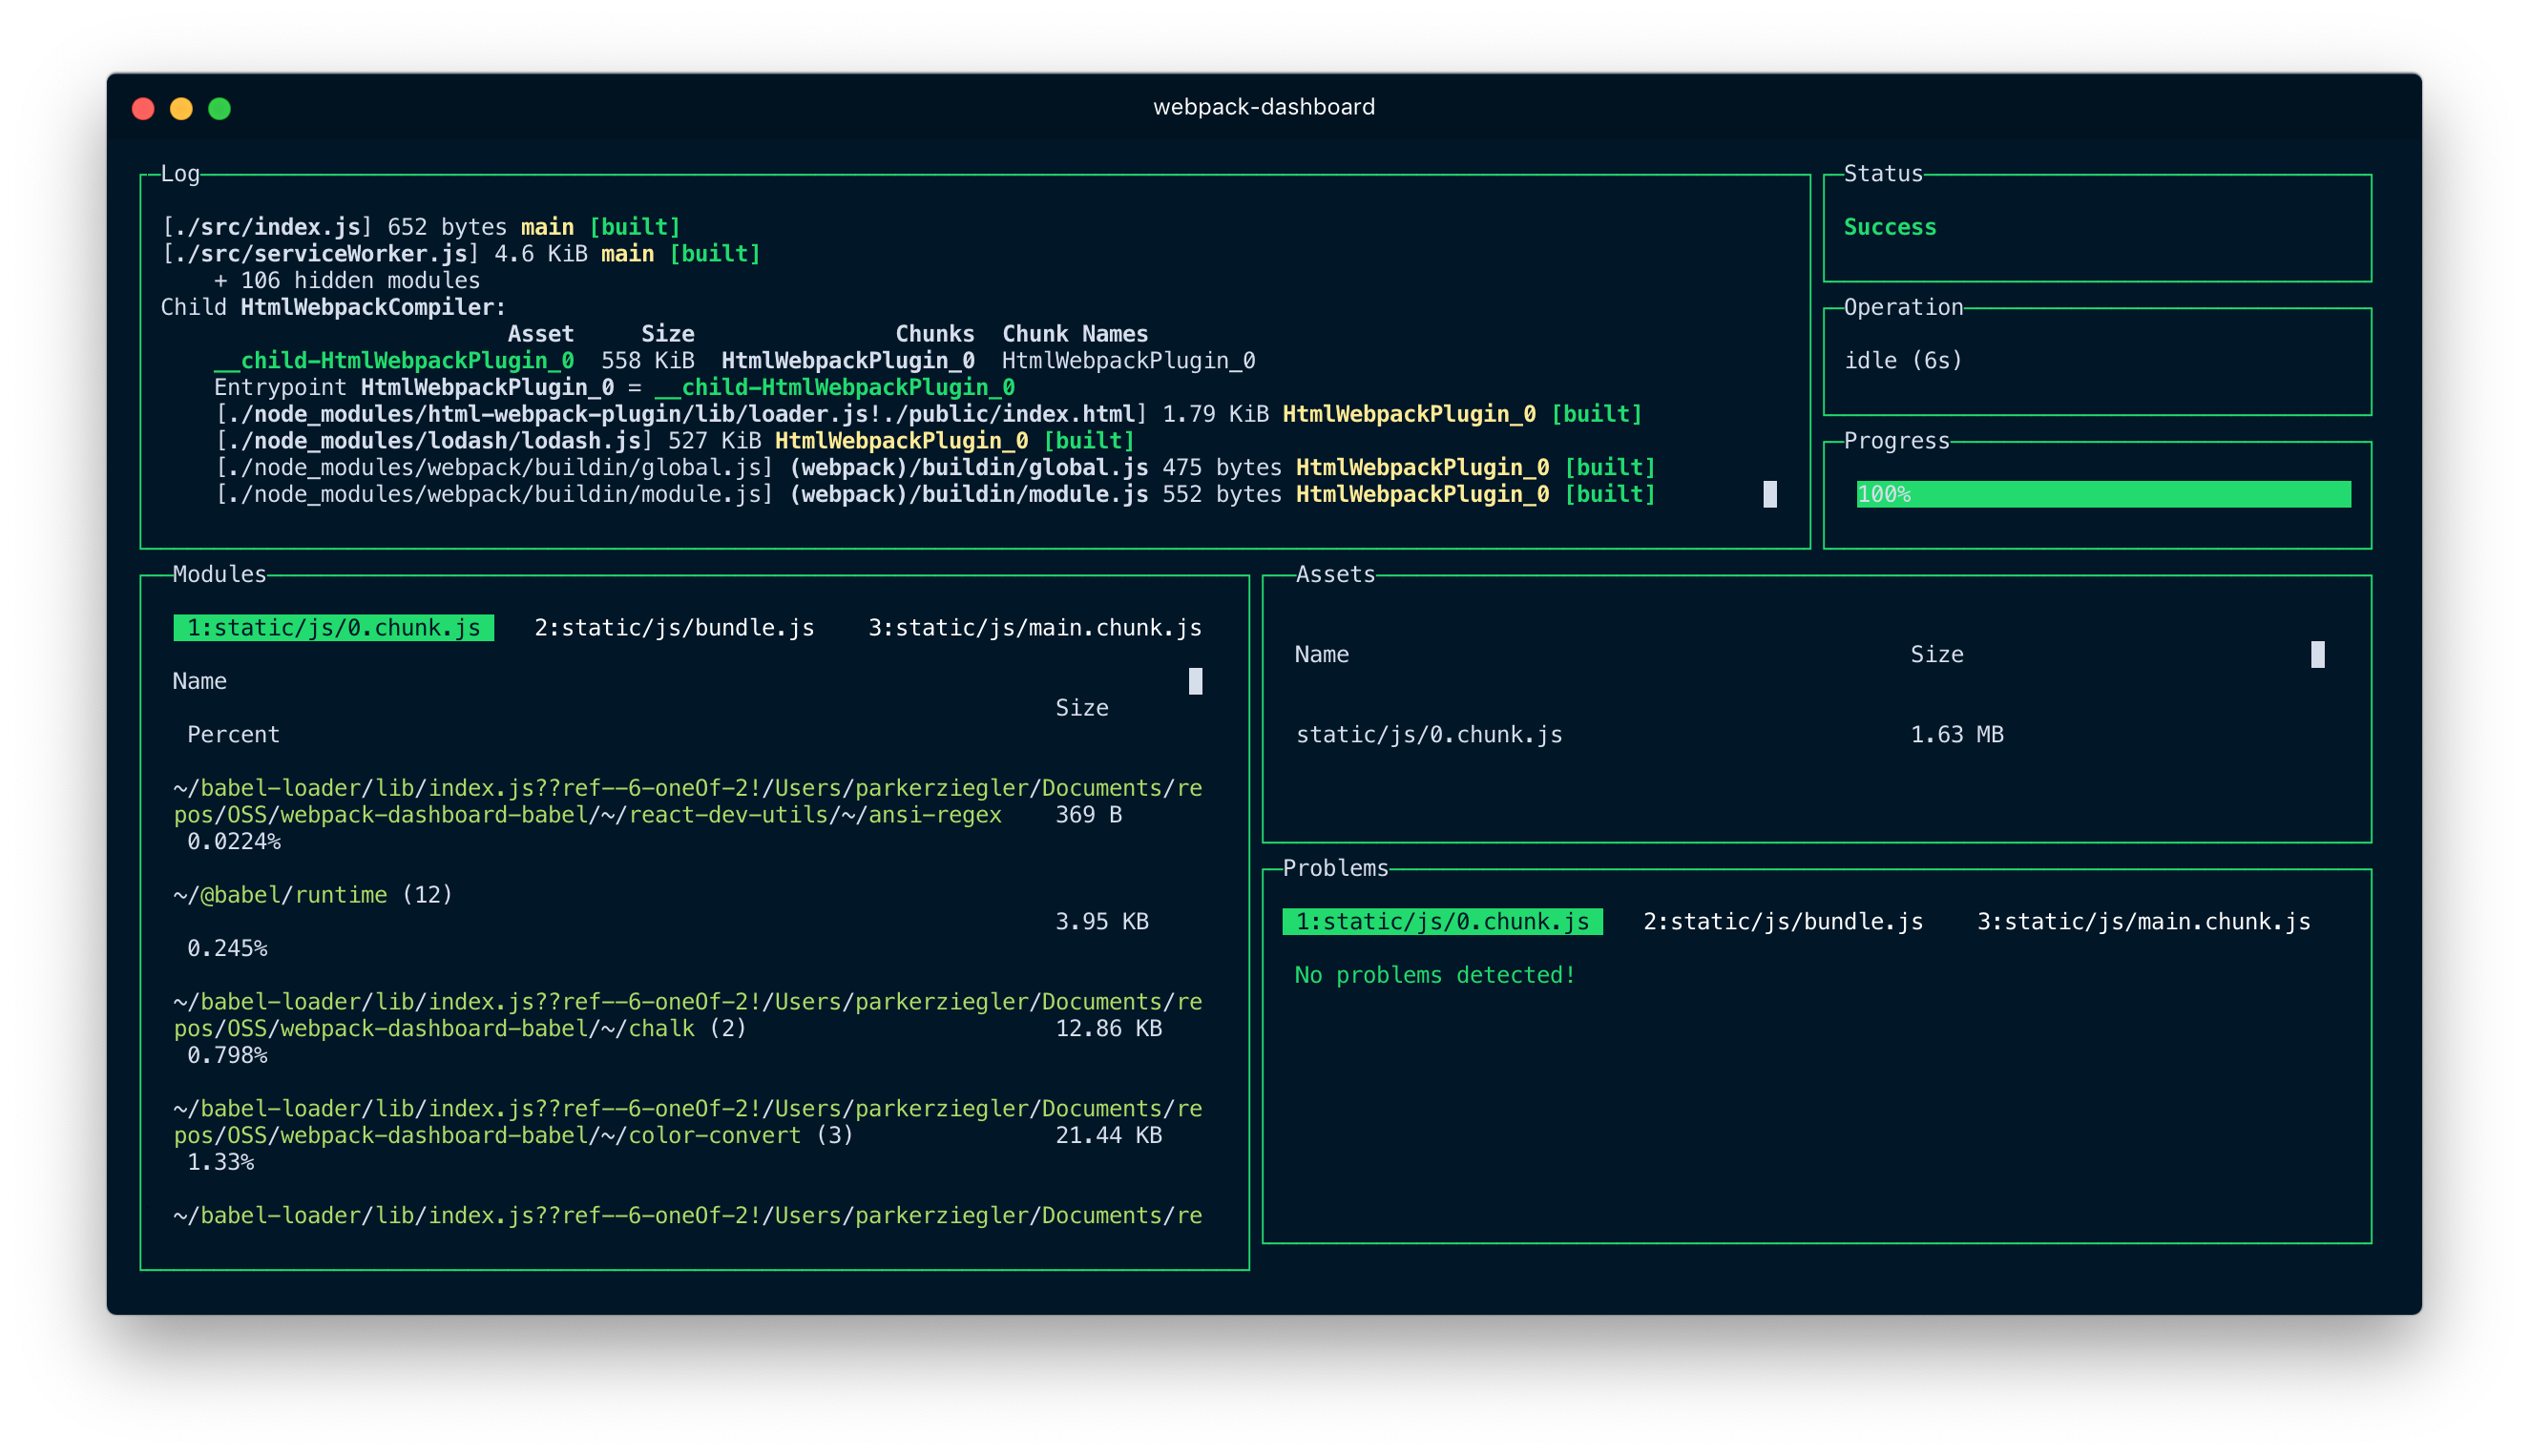 webpack-dashboard
Log
[./src/index.js] 652 bytes main [built]
[./src/serviceWorker.js] 4.6 KiB main [built]
+ 106 hidden modules
Child HtmlWebpackCompiler:
Asset Size Chunks Chunk Names
__child-HtmlWebpackPlugin_0 558 KiB HtmlWebpackPlugin_0 HtmlWebpackPlugin_0
Entrypoint HtmlWebpackPlugin_0 = __child-HtmlWebpackPlugin_0
[./node_modules/html-webpack-plugin/lib/loader.js!./public/index.html] 1.79 KiB HtmlWebpackPlugin_0 [built]
[./node_modules/lodash/lodash.js] 527 KiB HtmlWebpackPlugin_0 [built]
[./node_modules/webpack/buildin/global.js] (webpack)/buildin/global.js 475 bytes HtmlWebpackPlugin_0 [built]
[./node_modules/webpack/buildin/module.js] (webpack)/buildin/module.js 552 bytes HtmlWebpackPlugin_0 [built]
Status
Success
Operation
idle (6s)
Progress
100%
Modules
1:static/js/0.chunk.js 2:static/js/bundle.js 3:static/js/main.chunk.js
Name
Size
Percent
~/babel-loader/lib/index.js??ref--6-oneOf-2!/Users/parkerziegler/Documents/re
pos/OSS/webpack-dashboard-babel/~/react-dev-utils/~/ansi-regex 369 B
0.0224%
~/@babel/runtime (12)
3.95 KB
0.245%
~/babel-loader/lib/index.js??ref--6-oneOf-2!/Users/parkerziegler/Documents/re
pos/OSS/webpack-dashboard-babel/~/chalk (2) 12.86 KB
0.798%
~/babel-loader/lib/index.js??ref--6-oneOf-2!/Users/parkerziegler/Documents/re
pos/OSS/webpack-dashboard-babel/~/color-convert (3) 21.44 KB
1.33%
~/babel-loader/lib/index.js??ref--6-oneOf-2!/Users/parkerziegler/Documents/re
Assets
Name Size
static/js/0.chunk.js 1.63 MB
Problems
1:static/js/0.chunk.js 2:static/js/bundle.js 3:static/js/main.chunk.js
No problems detected!